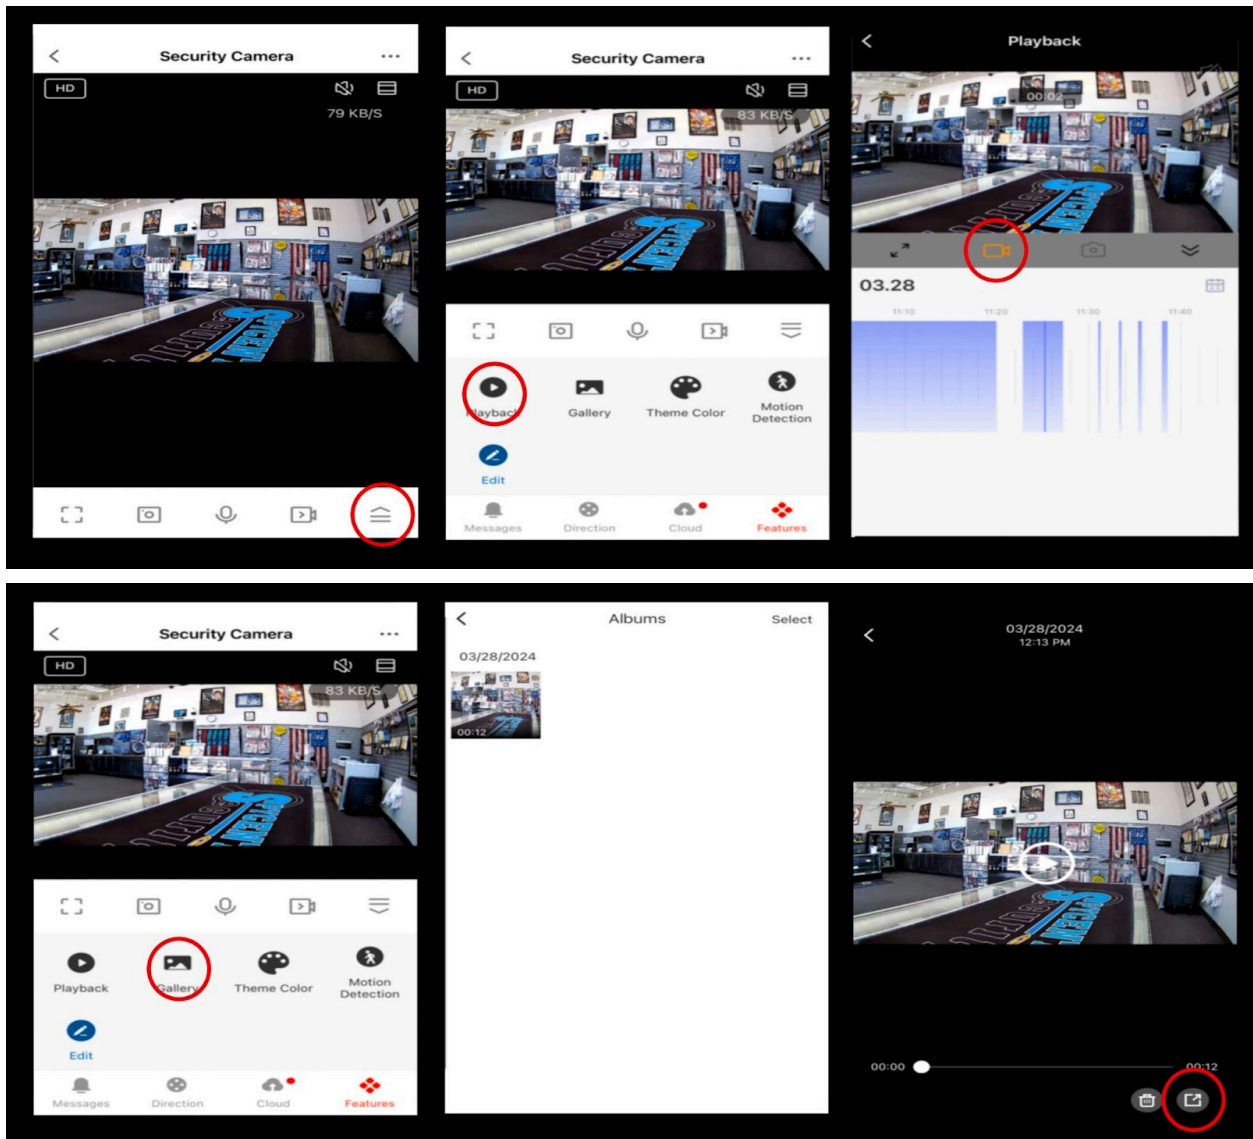 Security Camera
HD
79 KB/S
Security Camera
HD
83 KB/S
Playback
Gallery
Theme Color
Motion
Detection
Edit
Messages
Direction
Cloud
Features
Playback
00:02
03.28
11:10
11:20
11:30
11:40
Security Camera
HD
83 KB/S
Playback
Gallery
Theme Color
Motion
Detection
Edit
Messages
Direction
Cloud
Features
Albums
Select
03/28/2024
00:12
03/28/2024
12:13 PM
00:00
00:12